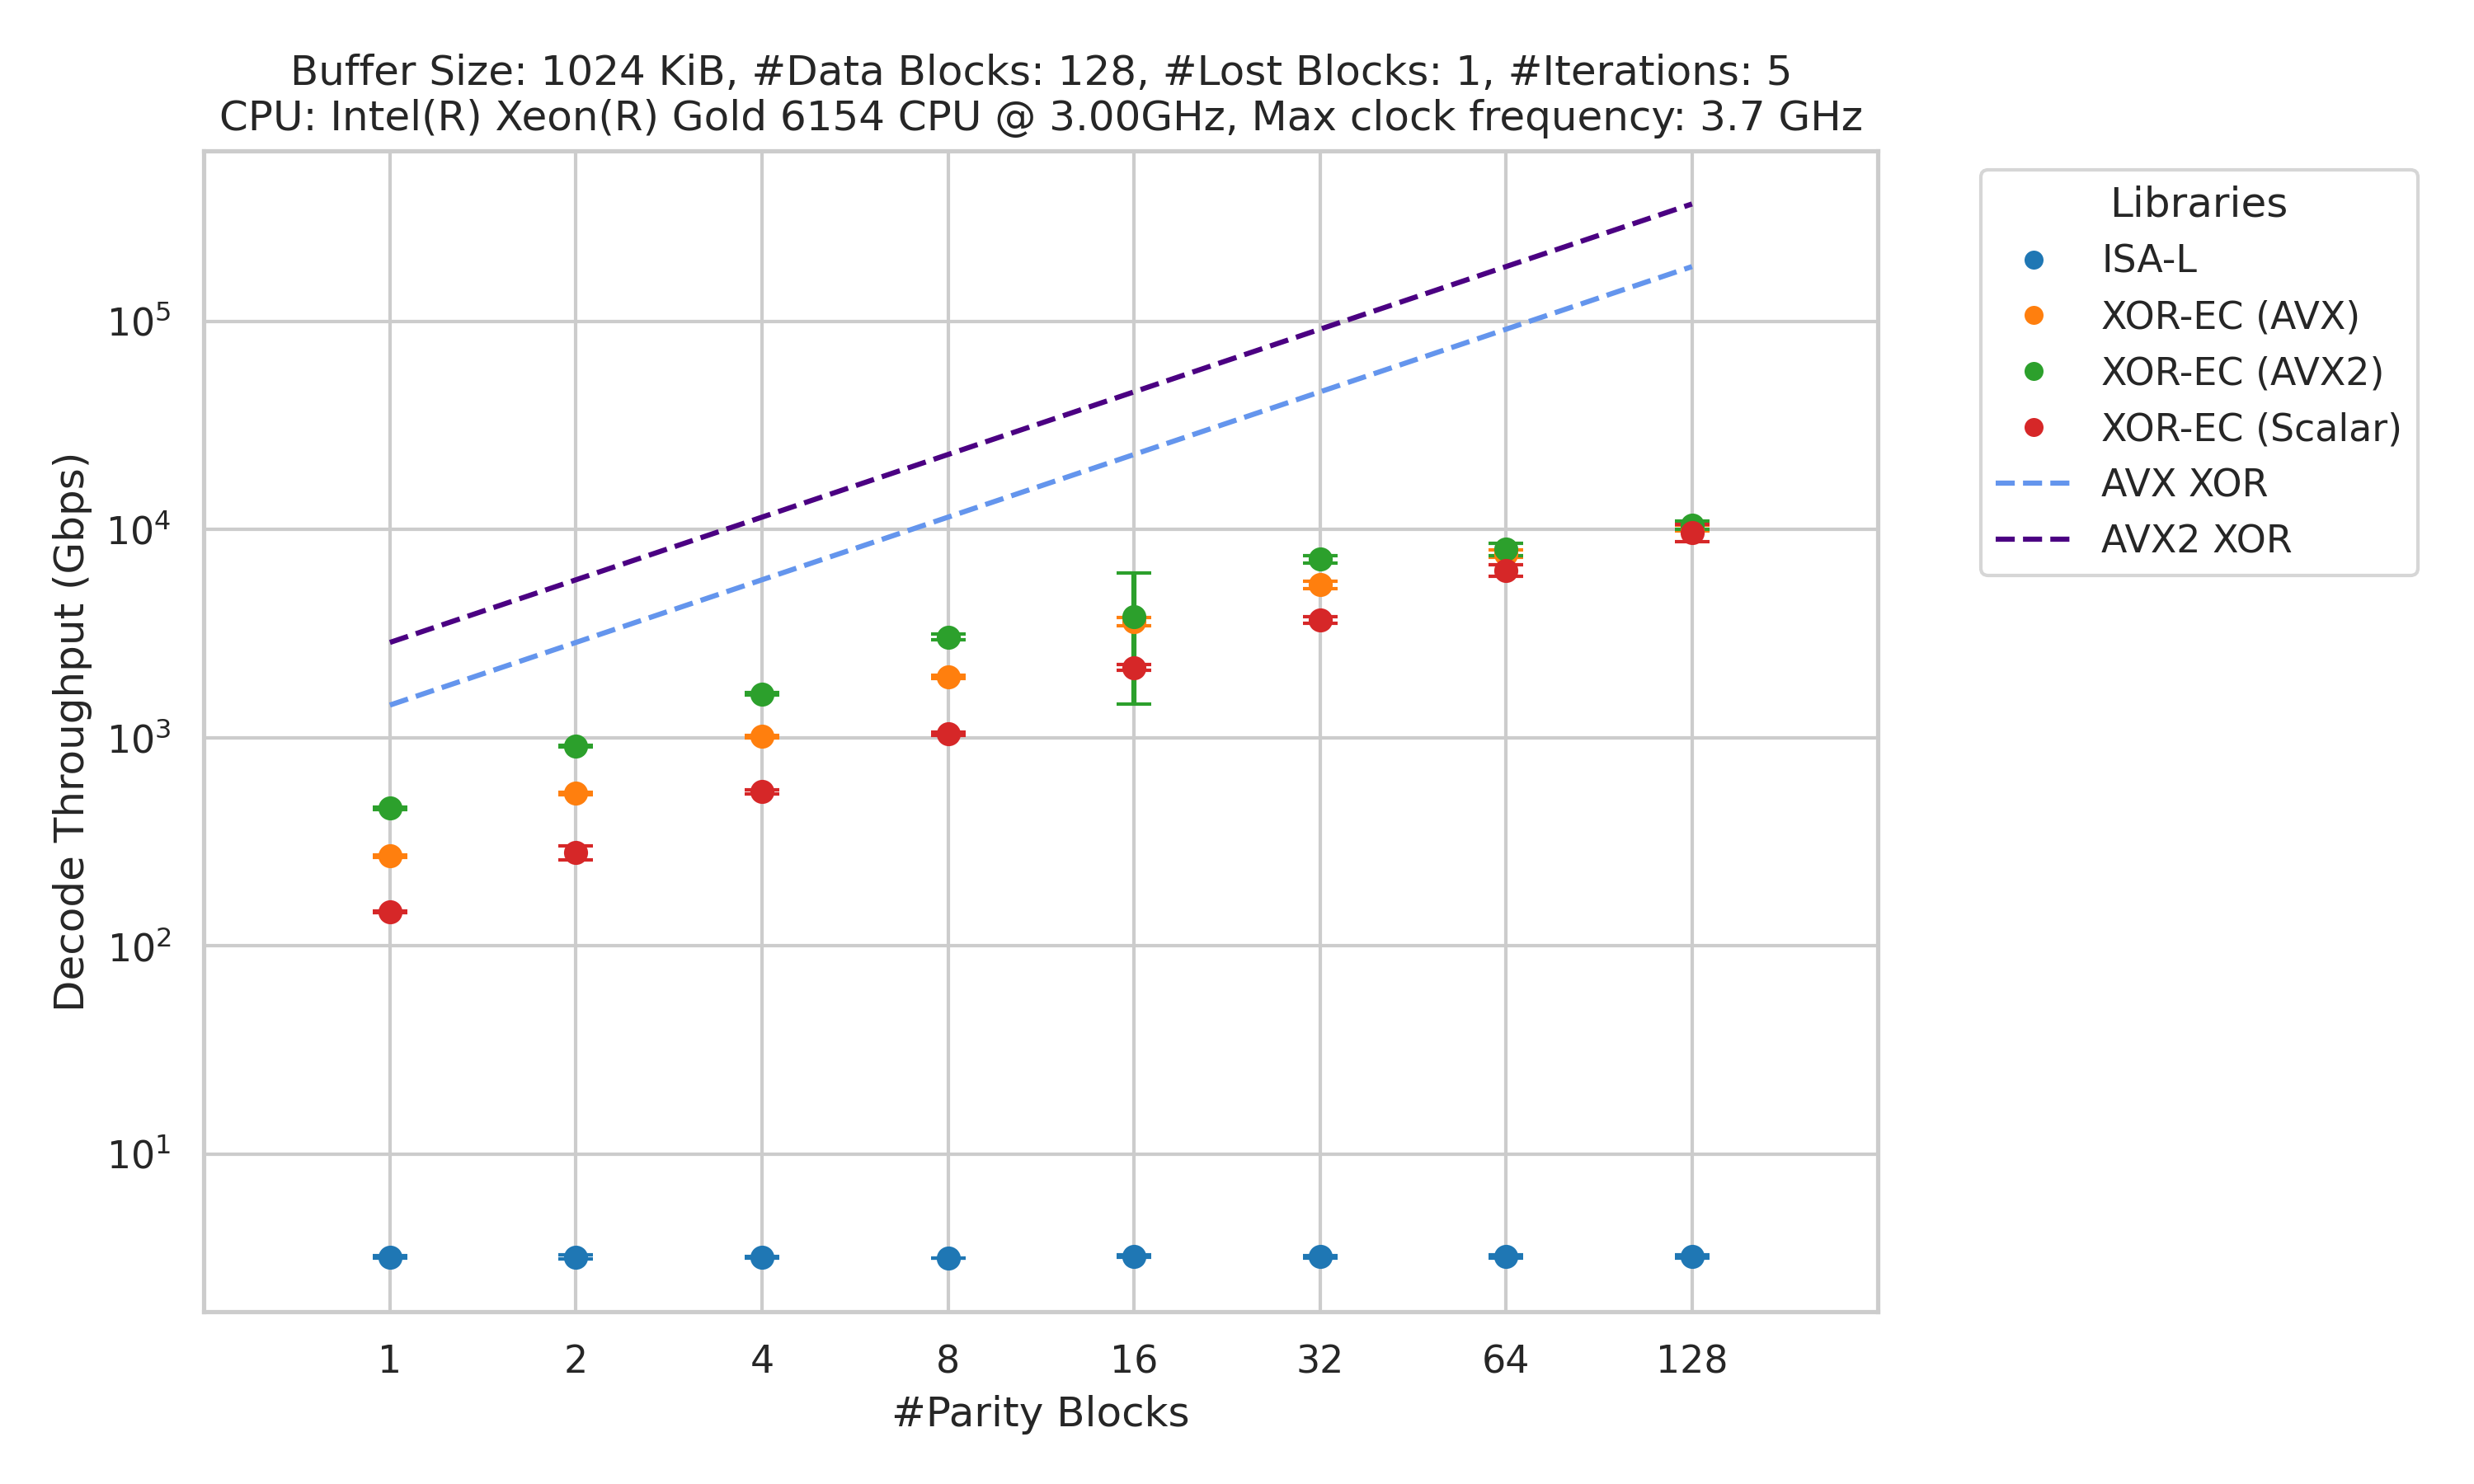 Buffer Size: 1024 KiB, #Data Blocks: 128, #Lost Blocks: 1, #Iterations: 5
CPU: Intel(R) Xeon(R) Gold 6154 CPU @ 3.00GHz, Max clock frequency: 3.7 GHz
Decode Throughput (Gbps)
10⁵
10⁴
10³
10²
10¹
1 2 4 8 16 32 64 128
#Parity Blocks
Libraries
ISA-L
XOR-EC (AVX)
XOR-EC (AVX2)
XOR-EC (Scalar)
AVX XOR
AVX2 XOR